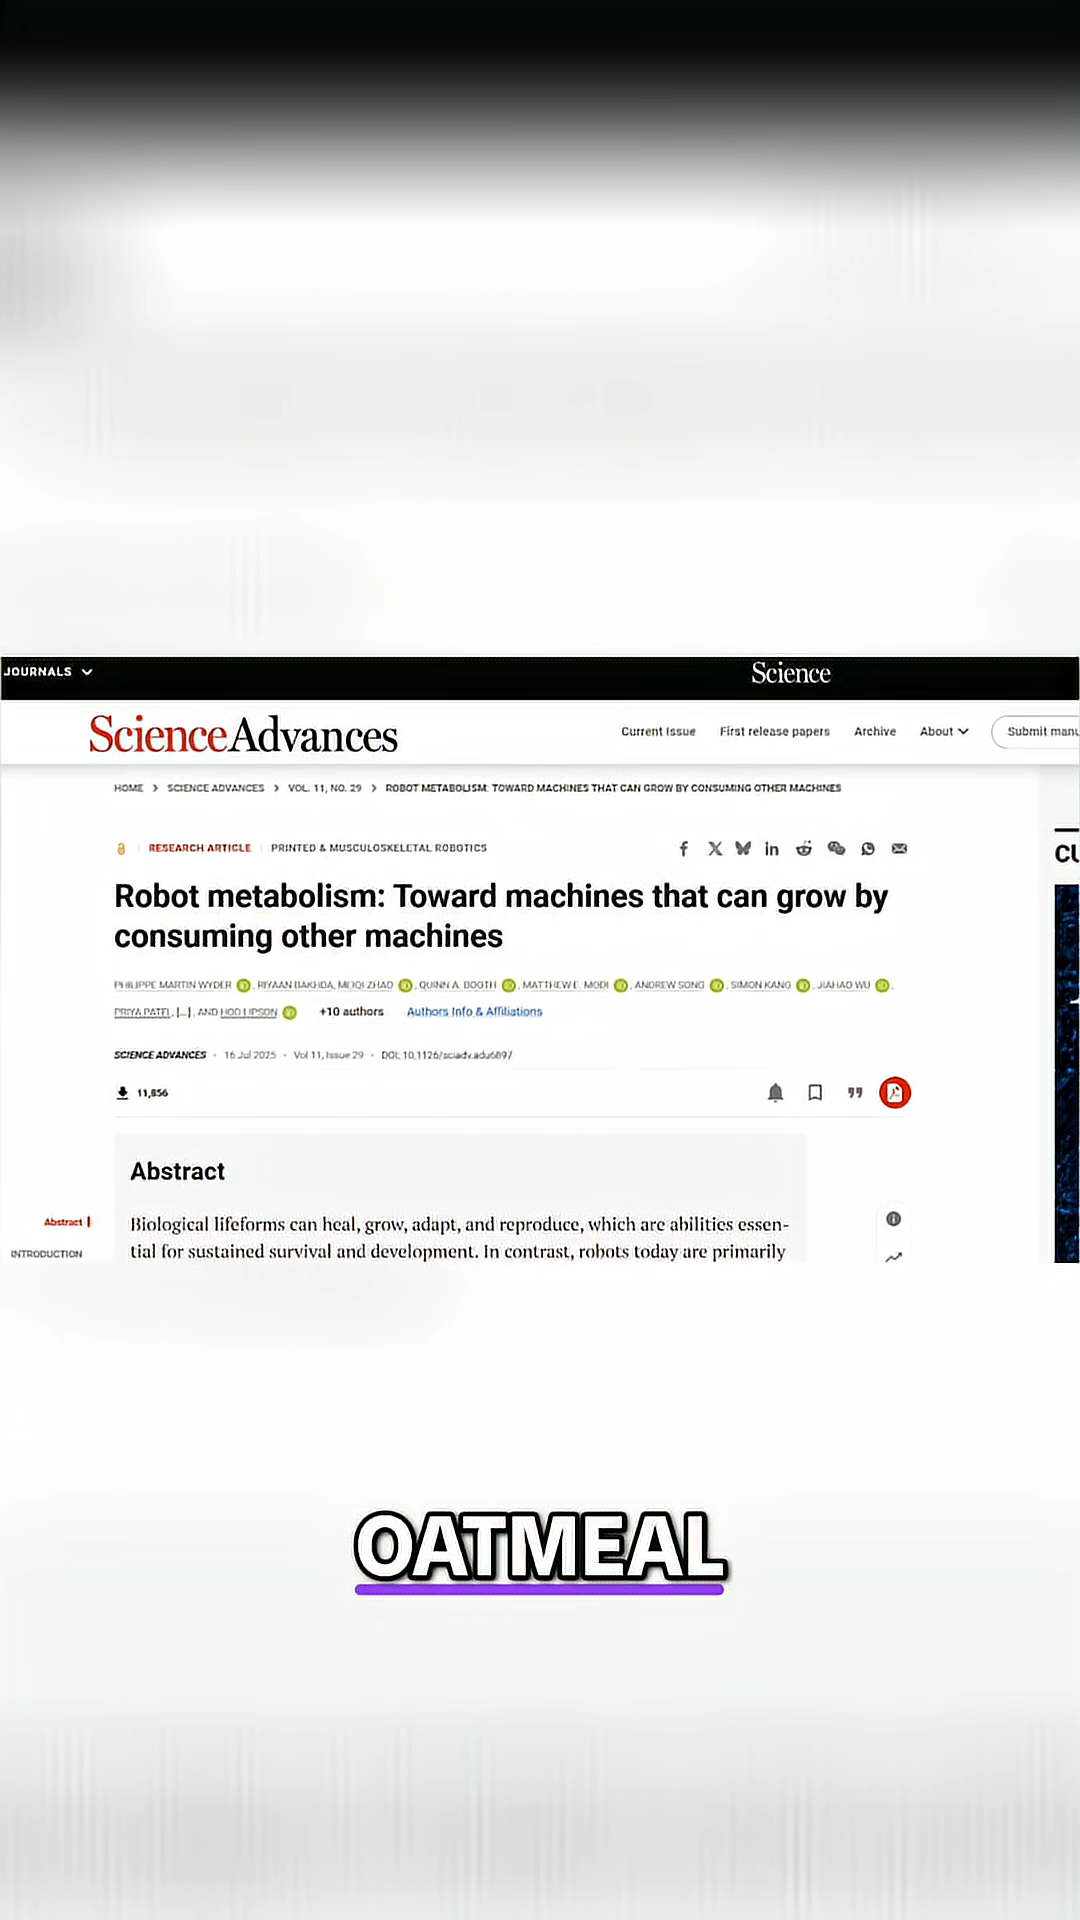 JOURNALS
Science
ScienceAdvances
Current Issue First release papers Archive About Submit manu
HOME > SCIENCE ADVANCES > VOL. 11, NO. 29 > ROBOT METABOLISM: TOWARD MACHINES THAT CAN GROW BY CONSUMING OTHER MACHINES
RESEARCH ARTICLE PRINTED & MUSCULOSKELETAL ROBOTICS
CU
Robot metabolism: Toward machines that can grow by
consuming other machines
PHILIPPE MARTIN WYDER, RIYAAN BAKHDA, MEIQI ZHAO, QUINN A. BOOTH, MATTHEW E. MODI, ANDREW SONG, SIMON KANG, JIAHAO WU,
PRIYA PATEL, [...], AND HOD LIPSON +10 authors Authors Info & Affiliations
SCIENCE ADVANCES · 16 Jul 2025 · Vol 11, Issue 29 · DOI: 10.1126/sciadv.adu6897
11,856
Abstract
Abstract
Biological lifeforms can heal, grow, adapt, and reproduce, which are abilities essen-
INTRODUCTION
tial for sustained survival and development. In contrast, robots today are primarily
OATMEAL